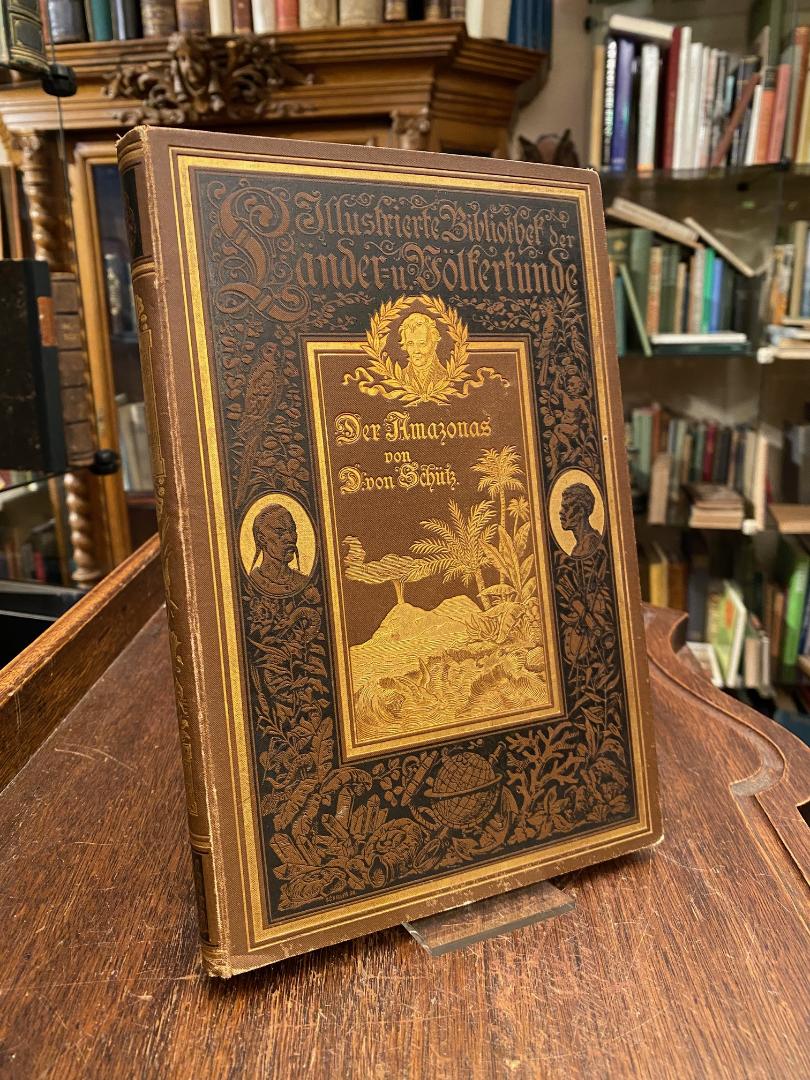 Illustrierte Bibliothek der
Länder- u. Völkerkunde
Der Amazonas
von
D. von Schütz.